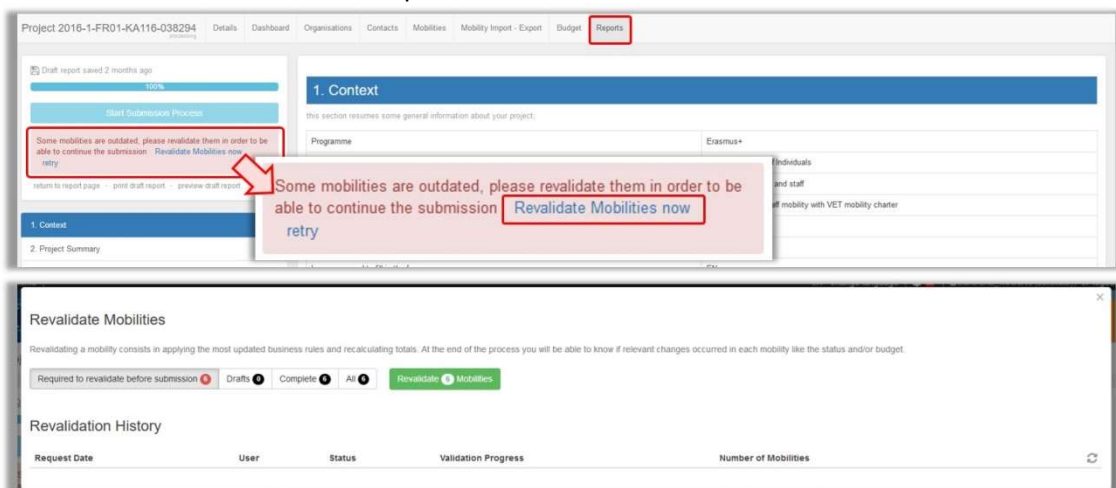 Project 2016-1-FR01-KA116-038294 Details Dashboard Organisations Contacts Mobilities Mobility Import - Export Budget Reports
processing
Draft report saved 2 months ago
100%
Start Submission Process
Some mobilities are outdated, please revalidate them in order to be
able to continue the submission Revalidate Mobilities now
retry
return to report page - print draft report - preview draft report
1. Context
2. Project Summary
1. Context
this section resumes some general information about your project;
Programme Erasmus+
Individuals
and staff
mobility with VET mobility charter
EN
Some mobilities are outdated, please revalidate them in order to be
able to continue the submission Revalidate Mobilities now
retry
×
Revalidate Mobilities
Revalidating a mobility consists in applying the most updated business rules and recalculating totals. At the end of the process you will be able to know if relevant changes occurred in each mobility like the status and/or budget.
Required to revalidate before submission 6 Drafts 0 Complete 6 All 6 Revalidate 6 Mobilities
Revalidation History
Request Date User Status Validation Progress Number of Mobilities